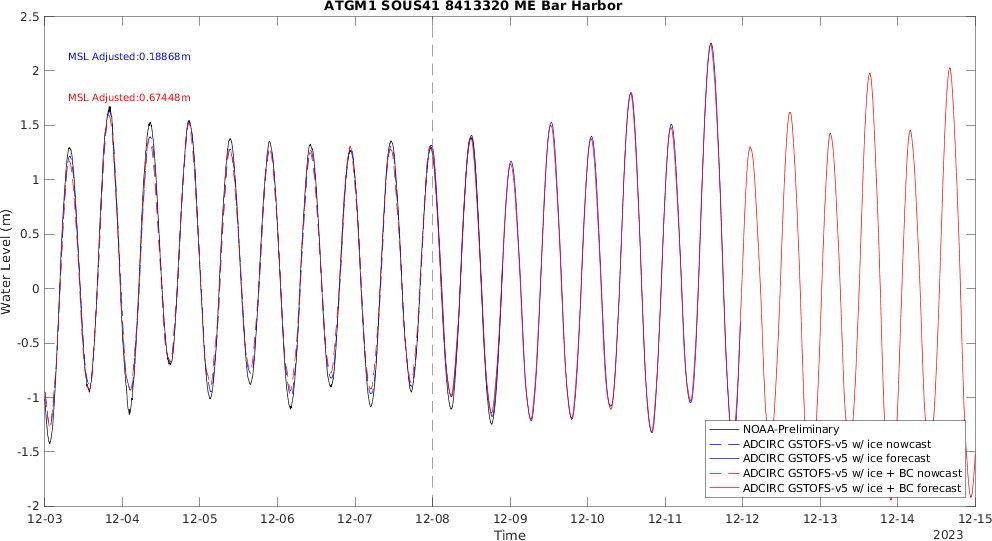 ATGM1 SOUS41 8413320 ME Bar Harbor
2.5
2
1.5
1
0.5
0
-0.5
-1
-1.5
-2
Water Level (m)
MSL Adjusted:0.18868m
MSL Adjusted:0.67448m
NOAA-Preliminary
ADCIRC GSTOFS-v5 w/ ice nowcast
ADCIRC GSTOFS-v5 w/ ice forecast
ADCIRC GSTOFS-v5 w/ ice + BC nowcast
ADCIRC GSTOFS-v5 w/ ice + BC forecast
12-03 12-04 12-05 12-06 12-07 12-08 12-09 12-10 12-11 12-12 12-13 12-14 12-15
Time
2023